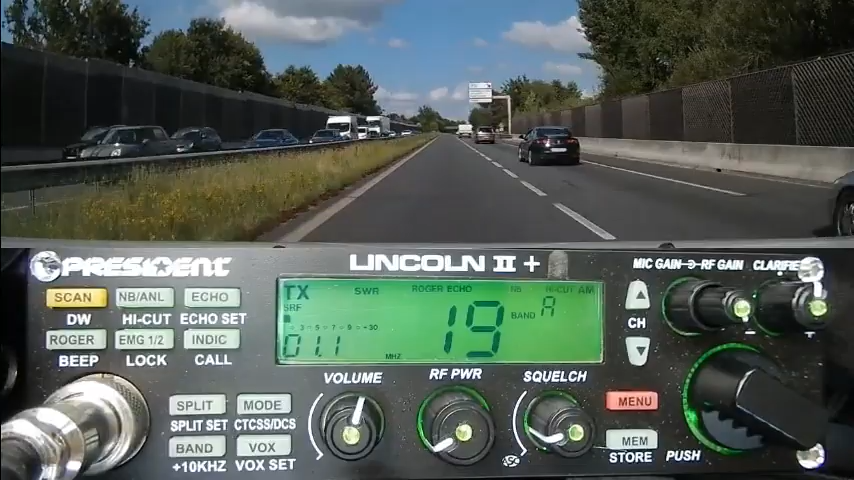 PRESIDENT
LINCOLN II +
MIC GAIN RF GAIN CLARIFIER
SCAN NB/ANL ECHO
DW HI-CUT ECHO SET
ROGER EMG 1/2 INDIC
BEEP LOCK CALL
TX SWR ROGER ECHO NB HI-CUT AM
SRF
19 BAND A
01.1 MHZ
CH
VOLUME RF PWR SQUELCH
SPLIT MODE
SPLIT SET CTCSS/DCS
BAND VOX
+10KHZ VOX SET
MENU
MEM
STORE PUSH
ASC